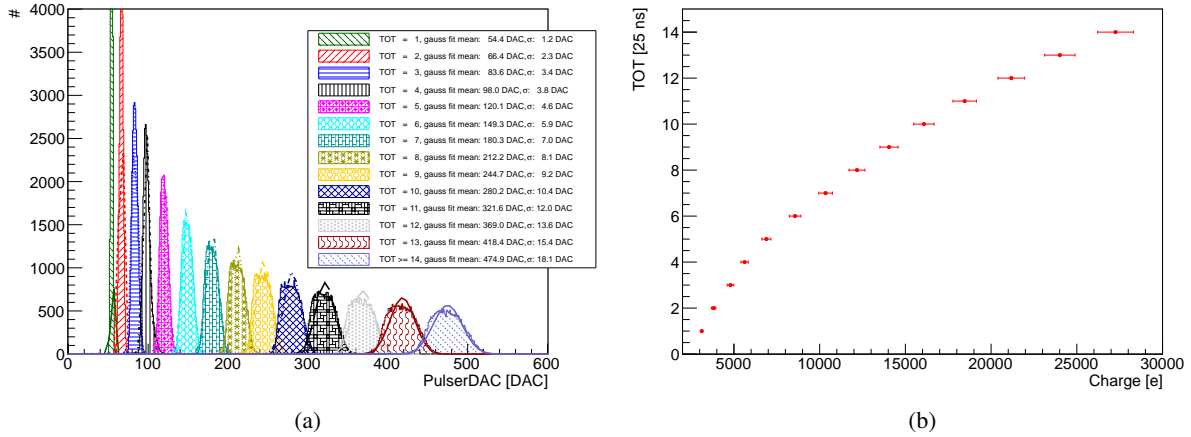 #
4000
3500
3000
2500
2000
1500
1000
500
0
0 100 200 300 400 500 600
PulserDAC [DAC]
TOT = 1, gauss fit mean: 54.4 DAC,σ: 1.2 DAC
TOT = 2, gauss fit mean: 66.4 DAC,σ: 2.3 DAC
TOT = 3, gauss fit mean: 83.6 DAC,σ: 3.4 DAC
TOT = 4, gauss fit mean: 98.0 DAC,σ: 3.8 DAC
TOT = 5, gauss fit mean: 120.1 DAC,σ: 4.6 DAC
TOT = 6, gauss fit mean: 149.3 DAC,σ: 5.9 DAC
TOT = 7, gauss fit mean: 180.3 DAC,σ: 7.0 DAC
TOT = 8, gauss fit mean: 212.2 DAC,σ: 8.1 DAC
TOT = 9, gauss fit mean: 244.7 DAC,σ: 9.2 DAC
TOT = 10, gauss fit mean: 280.2 DAC,σ: 10.4 DAC
TOT = 11, gauss fit mean: 321.6 DAC,σ: 12.0 DAC
TOT = 12, gauss fit mean: 369.0 DAC,σ: 13.6 DAC
TOT = 13, gauss fit mean: 418.4 DAC,σ: 15.4 DAC
TOT >= 14, gauss fit mean: 474.9 DAC,σ: 18.1 DAC
(a)
TOT [25 ns]
14
12
10
8
6
4
2
0
5000 10000 15000 20000 25000 30000
Charge [e]
(b)